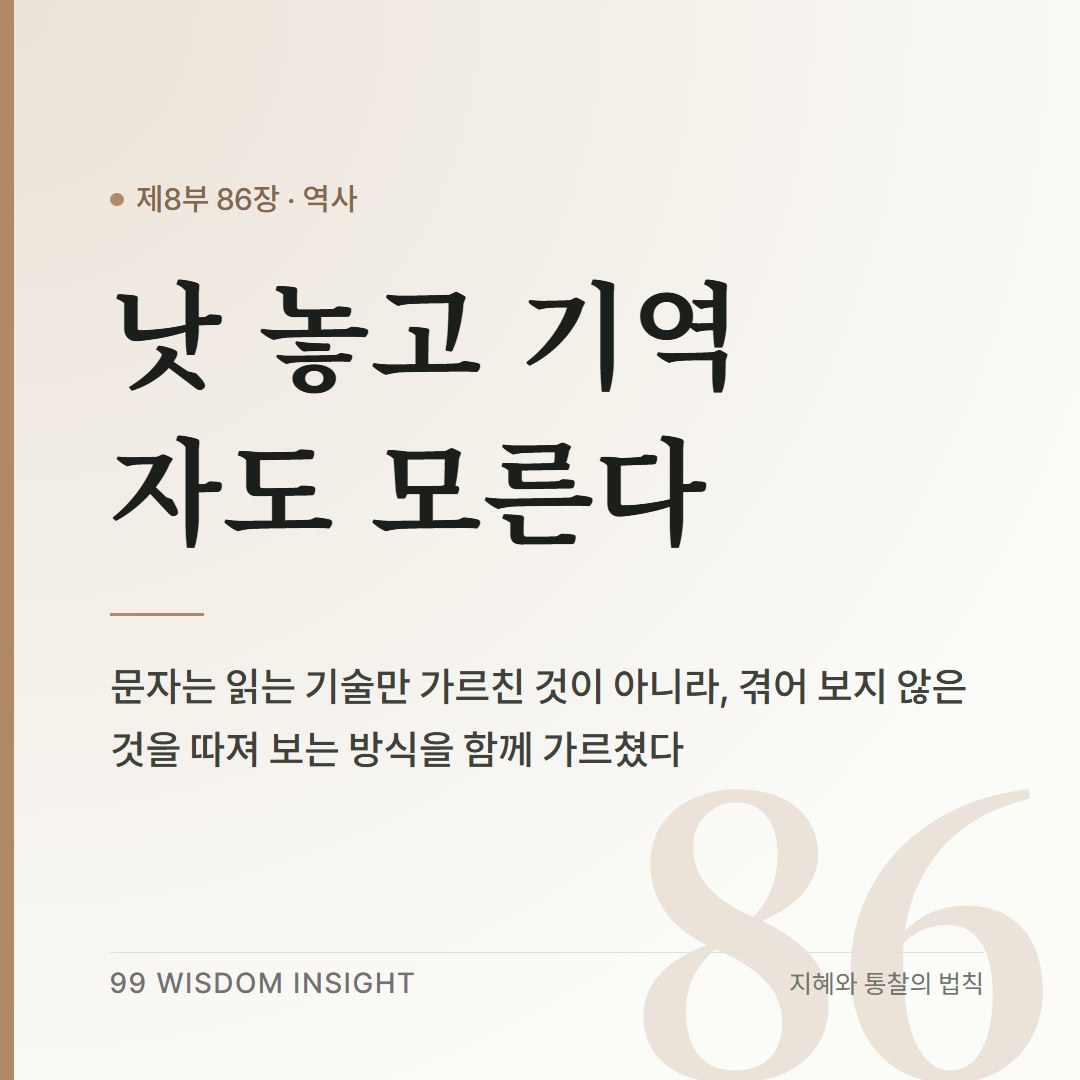 제8부 86장 · 역사
낫 놓고 기역
자도 모른다
문자는 읽는 기술만 가르친 것이 아니라, 겪어 보지 않은
것을 따져 보는 방식을 함께 가르쳤다
86
99 WISDOM INSIGHT
지혜와 통찰의 법칙